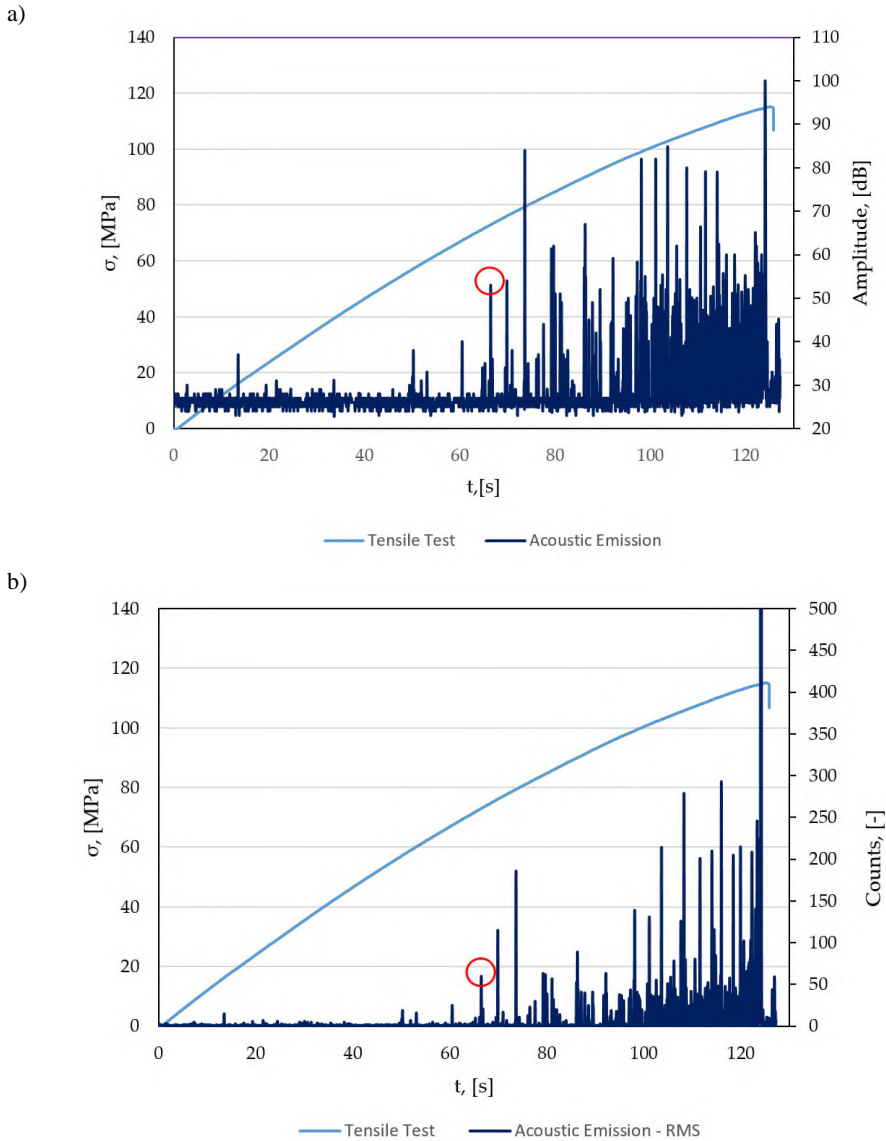 a)
140 110
120 100
100 90
80 80
60 70
40 60
20 50
0 40
30
20
σ, [MPa]
Amplitude, [dB]
0 20 40 60 80 100 120
t,[s]
Tensile Test Acoustic Emission
b)
140 500
120 450
100 400
80 350
60 300
40 250
20 200
0 150
100
50
0
σ, [MPa]
Counts, [-]
0 20 40 60 80 100 120
t, [s]
Tensile Test Acoustic Emission - RMS